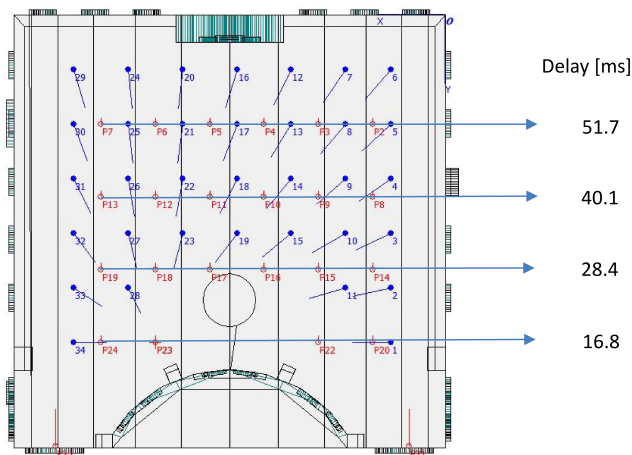 X O
Delay [ms]
Y
29 24 20 16 12 7 6
30 P7 25 P6 21 P5 17 P4 13 P3 8 P2 5 51.7
31 26 22 18 14 9 4
P13 P12 P11 P10 P9 P8 40.1
32 27 23 19 15 10 3
P19 P18 P17 P16 P15 P14 28.4
33 28 11 2
34 P24 P23 P22 P20 1 16.8